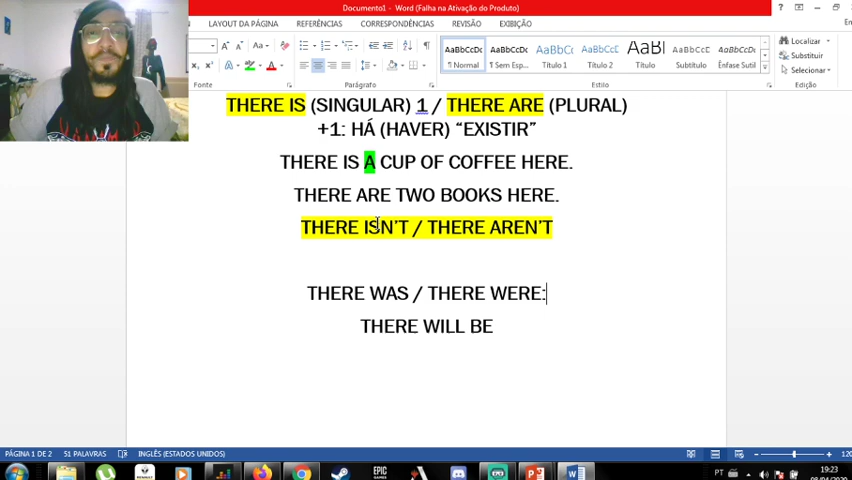 Documento1 - Word (Falha na Ativação do Produto)
LAYOUT DA PÁGINA REFERÊNCIAS CORRESPONDÊNCIAS REVISÃO EXIBIÇÃO
Aa
AaBbCcDc AaBbCcDc AaBbCc AaBbCcC AaBl AaBbCcC AaBbCcDc
¶ Normal ¶ Sem Esp... Título 1 Título 2 Título Subtítulo Ênfase Sutil
Localizar
Substituir
Selecionar
Fonte Parágrafo Estilo
THERE IS (SINGULAR) 1 / THERE ARE (PLURAL)
+1: HÁ (HAVER) “EXISTIR”
THERE IS A CUP OF COFFEE HERE.
THERE ARE TWO BOOKS HERE.
THERE ISN’T / THERE AREN’T
THERE WAS / THERE WERE:
THERE WILL BE
PÁGINA 1 DE 2 51 PALAVRAS INGLÊS (ESTADOS UNIDOS)
EPIC GAMES
PT 19:23